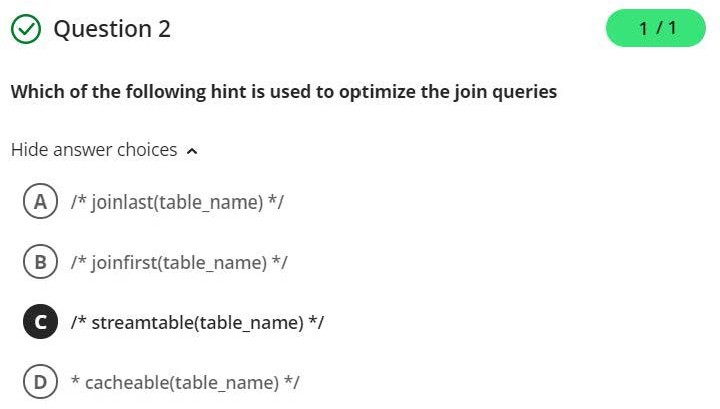 Question 2
1 / 1
Which of the following hint is used to optimize the join queries
Hide answer choices
A /* joinlast(table_name) */
B /* joinfirst(table_name) */
C /* streamtable(table_name) */
D * cacheable(table_name) */